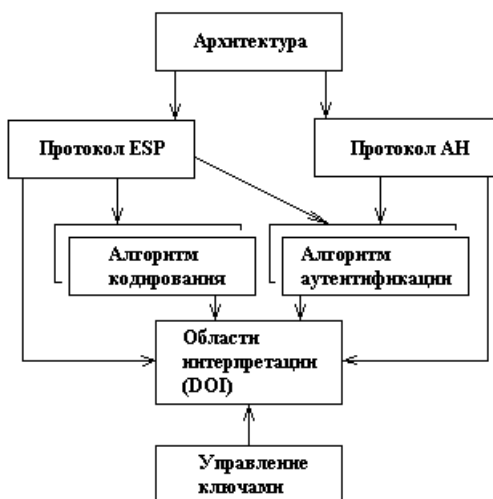 Архитектура
Протокол ESP
Протокол AH
Алгоритм
кодирования
Алгоритм
аутентификации
Области
интерпретации
(DOI)
Управление
ключами